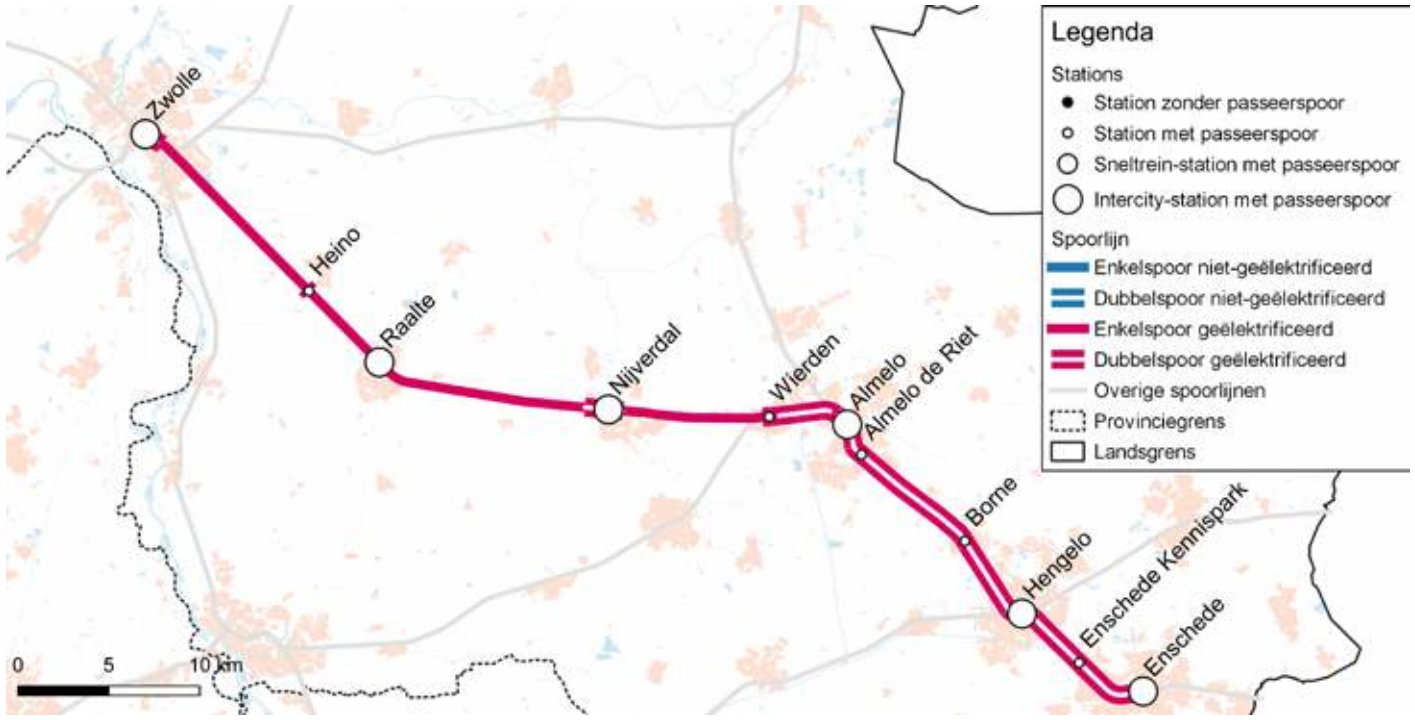 Zwolle
Heino
Raalte
Nijverdal
Wierden
Almelo
Almelo de Riet
Borne
Hengelo
Enschede Kennispark
Enschede
0 5 10 km
Legenda
Stations
Station zonder passeerspoor
Station met passeerspoor
Sneltrein-station met passeerspoor
Intercity-station met passeerspoor
Spoorlijn
Enkelspoor niet-geëlektrificeerd
Dubbelspoor niet-geëlektrificeerd
Enkelspoor geëlektrificeerd
Dubbelspoor geëlektrificeerd
Overige spoorlijnen
Provinciegrens
Landsgrens